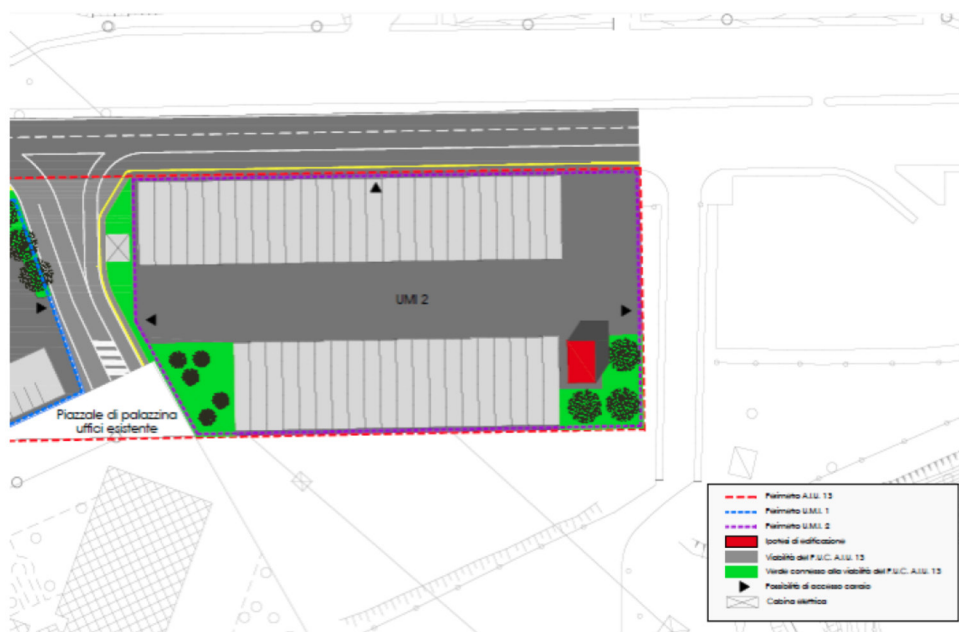 UMI 2
Piazzale di palazzina
uffici esistente
Perimetro A.I.U. 13
Perimetro U.M.I. 1
Perimetro U.M.I. 2
Ipotesi di edificazione
Viabilità del P.U.C. A.I.U. 13
Verde connesso alla viabilità del P.U.C. A.I.U. 13
Possibilità di accesso carraio
Cabina elettrica